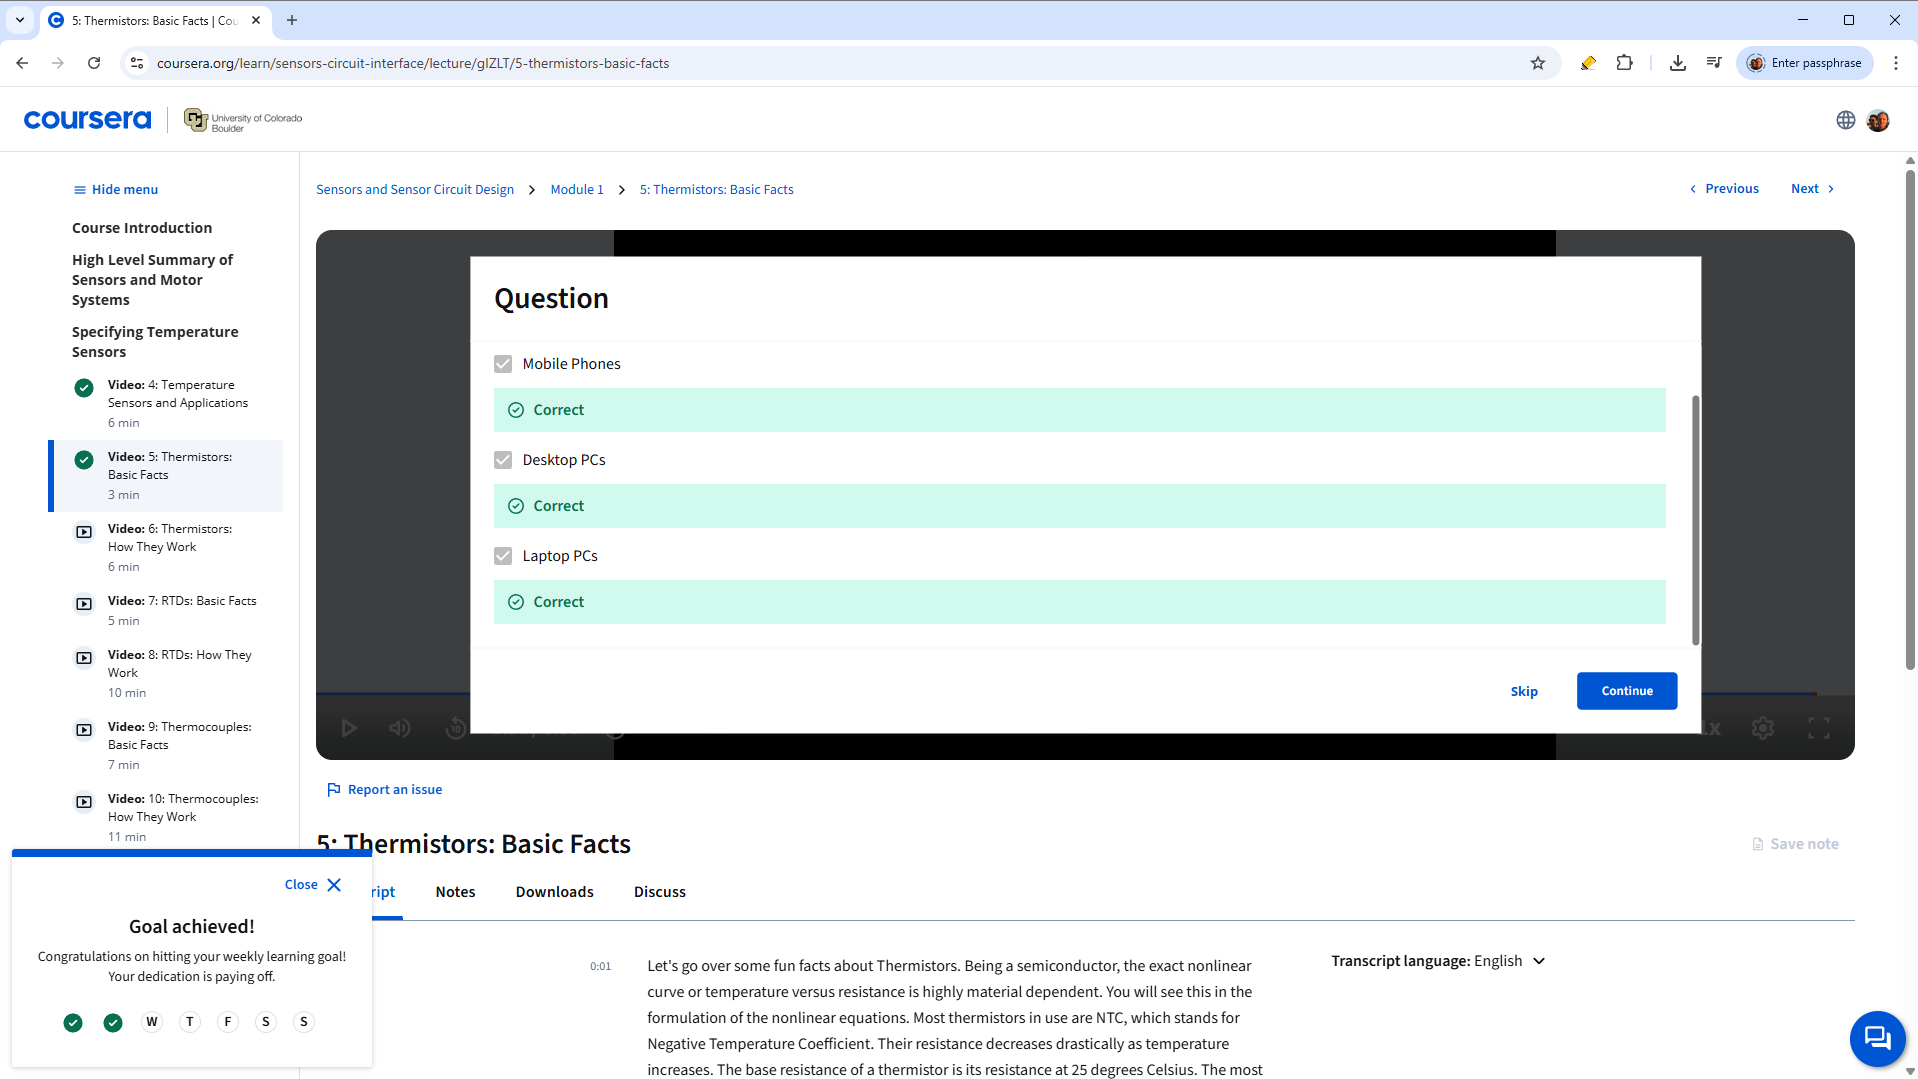 5: Thermistors: Basic Facts | Cou
coursera.org/learn/sensors-circuit-interface/lecture/gIZLT/5-thermistors-basic-facts
Enter passphrase
coursera
University of Colorado
Boulder
Hide menu
Sensors and Sensor Circuit Design
Module 1
5: Thermistors: Basic Facts
Previous
Next
Course Introduction
High Level Summary of
Sensors and Motor
Systems
Specifying Temperature
Sensors
Video: 4: Temperature
Sensors and Applications
6 min
Video: 5: Thermistors:
Basic Facts
3 min
Video: 6: Thermistors:
How They Work
6 min
Video: 7: RTDs: Basic Facts
5 min
Video: 8: RTDs: How They
Work
10 min
Video: 9: Thermocouples:
Basic Facts
7 min
Video: 10: Thermocouples:
How They Work
11 min
Question
Mobile Phones
Correct
Desktop PCs
Correct
Laptop PCs
Correct
Skip
Continue
10
1x
Report an issue
5: Thermistors: Basic Facts
Save note
ript
Notes
Downloads
Discuss
0:01
Let's go over some fun facts about Thermistors. Being a semiconductor, the exact nonlinear
curve or temperature versus resistance is highly material dependent. You will see this in the
formulation of the nonlinear equations. Most thermistors in use are NTC, which stands for
Negative Temperature Coefficient. Their resistance decreases drastically as temperature
increases. The base resistance of a thermistor is its resistance at 25 degrees Celsius. The most
Transcript language: English
Close
Goal achieved!
Congratulations on hitting your weekly learning goal!
Your dedication is paying off.
W T F S S